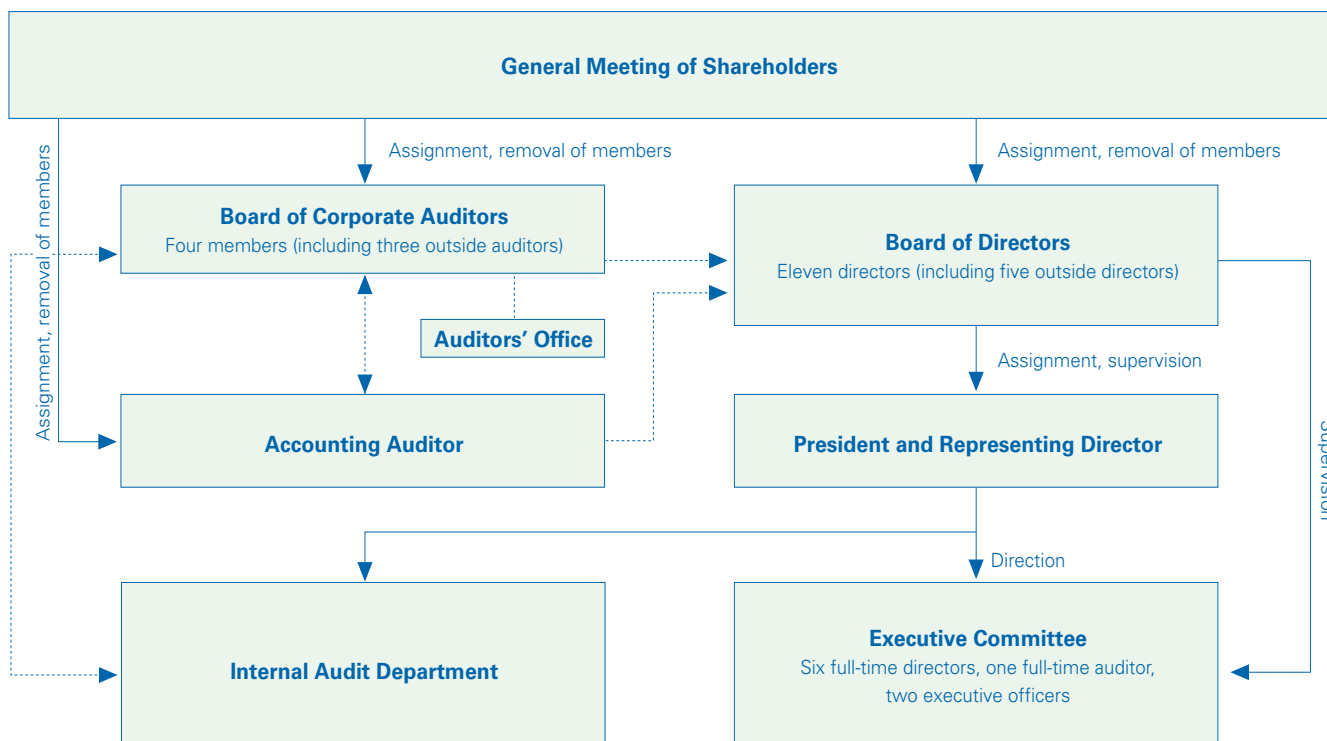 General Meeting of Shareholders
Assignment, removal of members
Assignment, removal of members
Assignment, removal of members
Board of Corporate Auditors
Four members (including three outside auditors)
Board of Directors
Eleven directors (including five outside directors)
Auditors’ Office
Assignment, supervision
Accounting Auditor
President and Representing Director
Supervision
Direction
Internal Audit Department
Executive Committee
Six full-time directors, one full-time auditor,
two executive officers